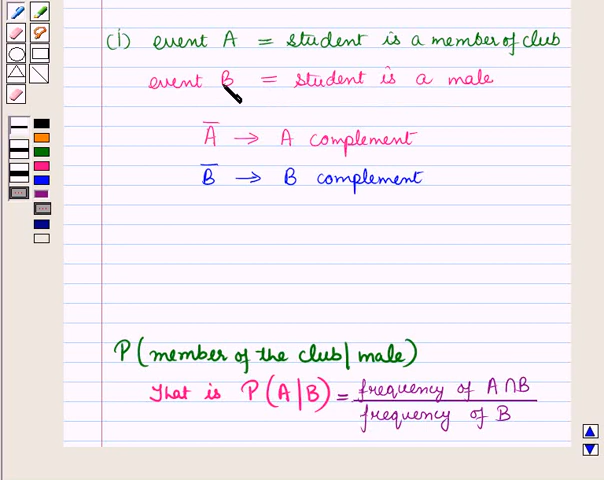 (i) event A = student is a member of club
event B = student is a male
A̅ → A complement
B̅ → B complement
P(member of the club|male)
That is P(A|B) = frequency of A∩B
frequency of B